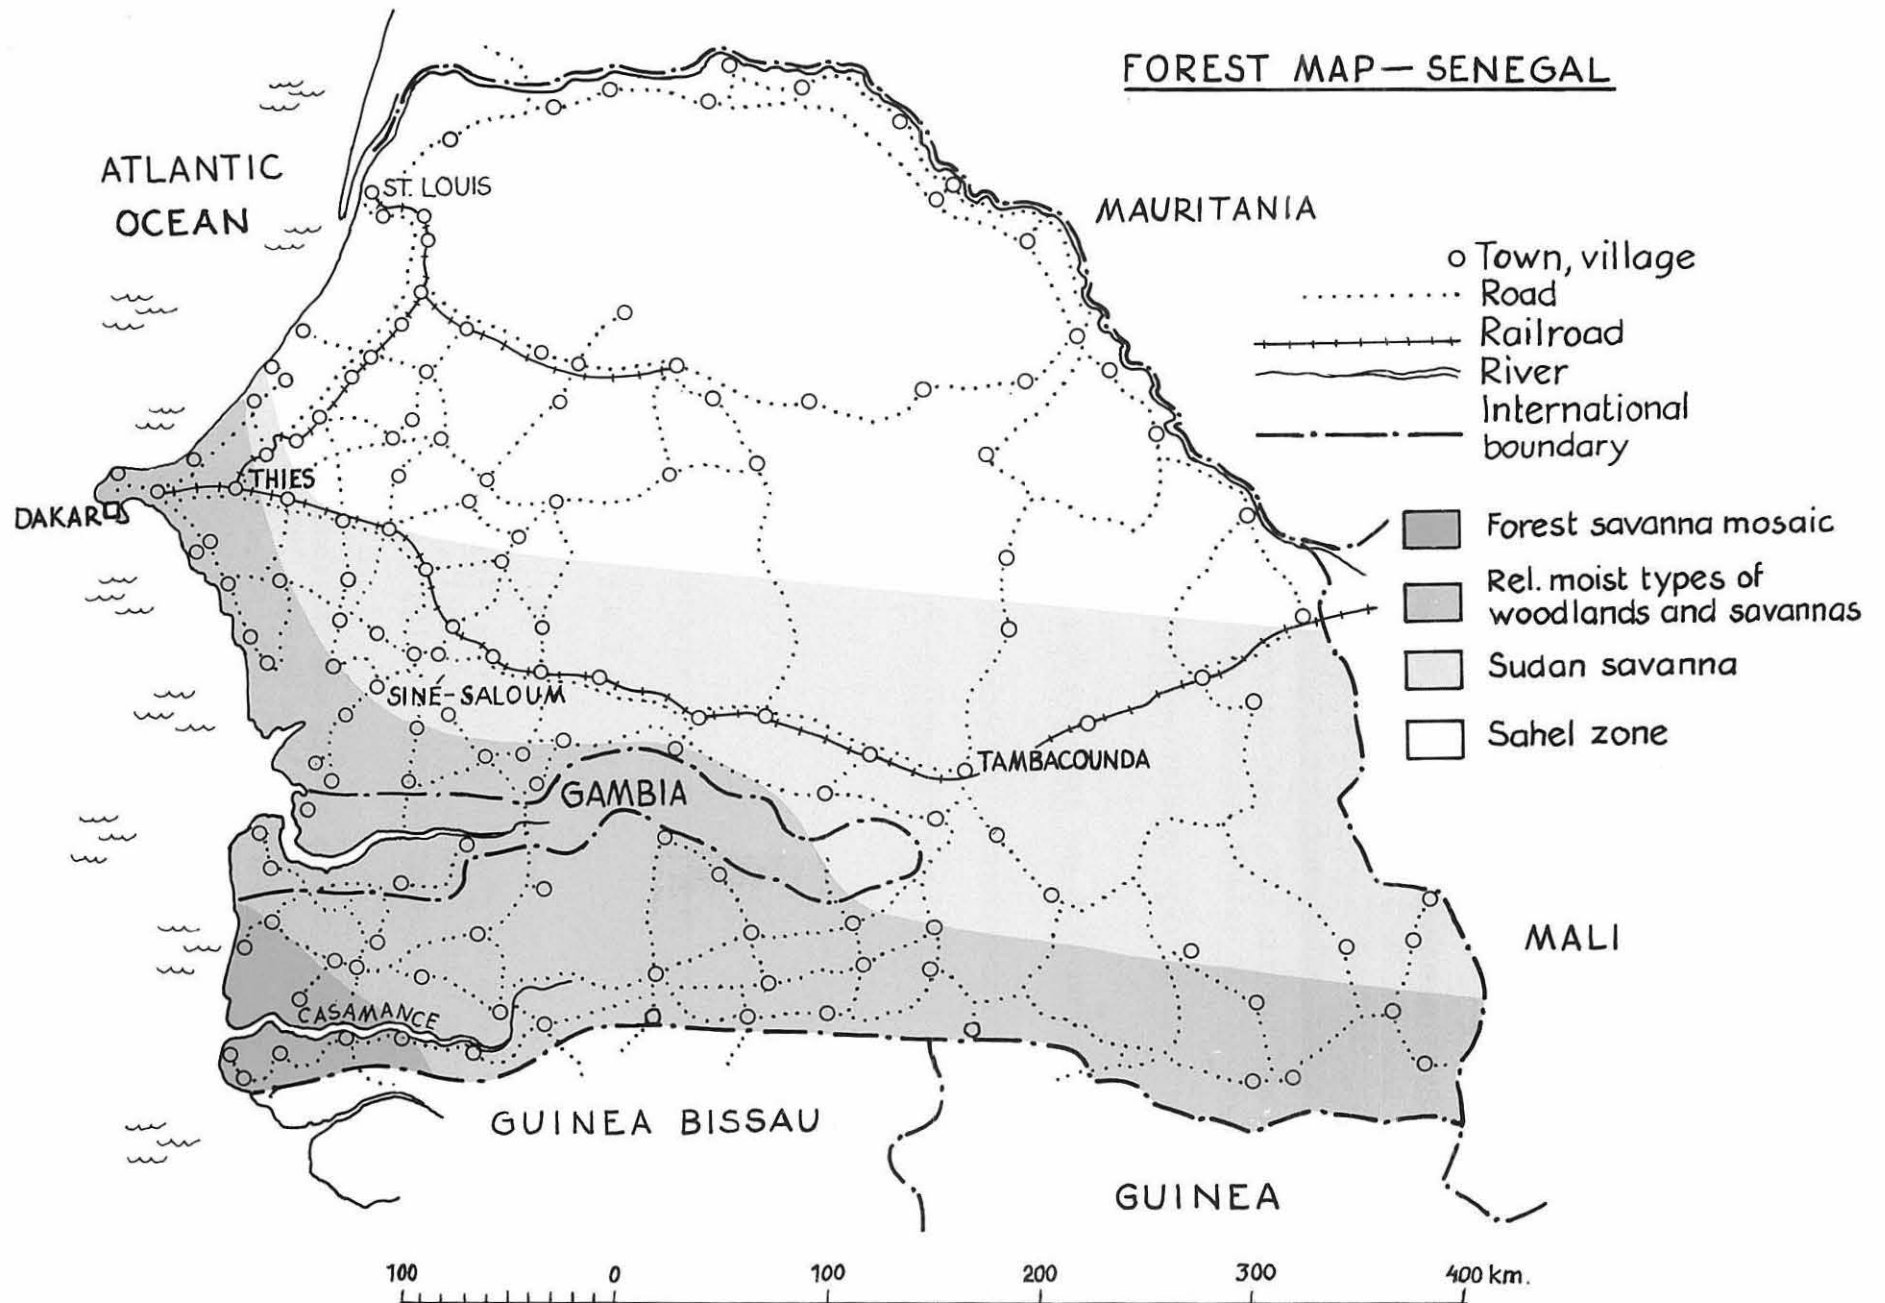 FOREST MAP — SENEGAL
ATLANTIC
OCEAN
ST. LOUIS
MAURITANIA
Town, village
Road
Railroad
River
International
boundary
THIES
DAKAR
Forest savanna mosaic
Rel. moist types of
woodlands and savannas
Sudan savanna
Sahel zone
SINÉ-SALOUM
TAMBACOUNDA
GAMBIA
MALI
CASAMANCE
GUINEA BISSAU
GUINEA
100 0 100 200 300 400 km.